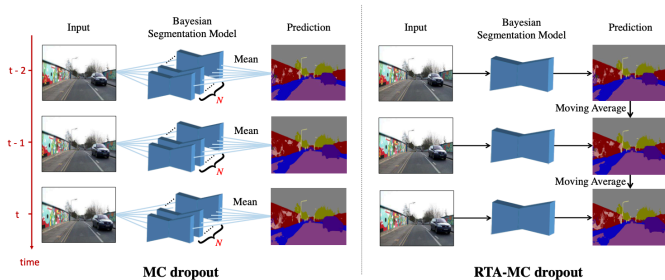 Input
Bayesian
Segmentation Model
Prediction
t - 2
Mean
N
t - 1
Mean
N
t
Mean
N
time
MC dropout
Input
Bayesian
Segmentation Model
Prediction
Moving Average
Moving Average
RTA-MC dropout